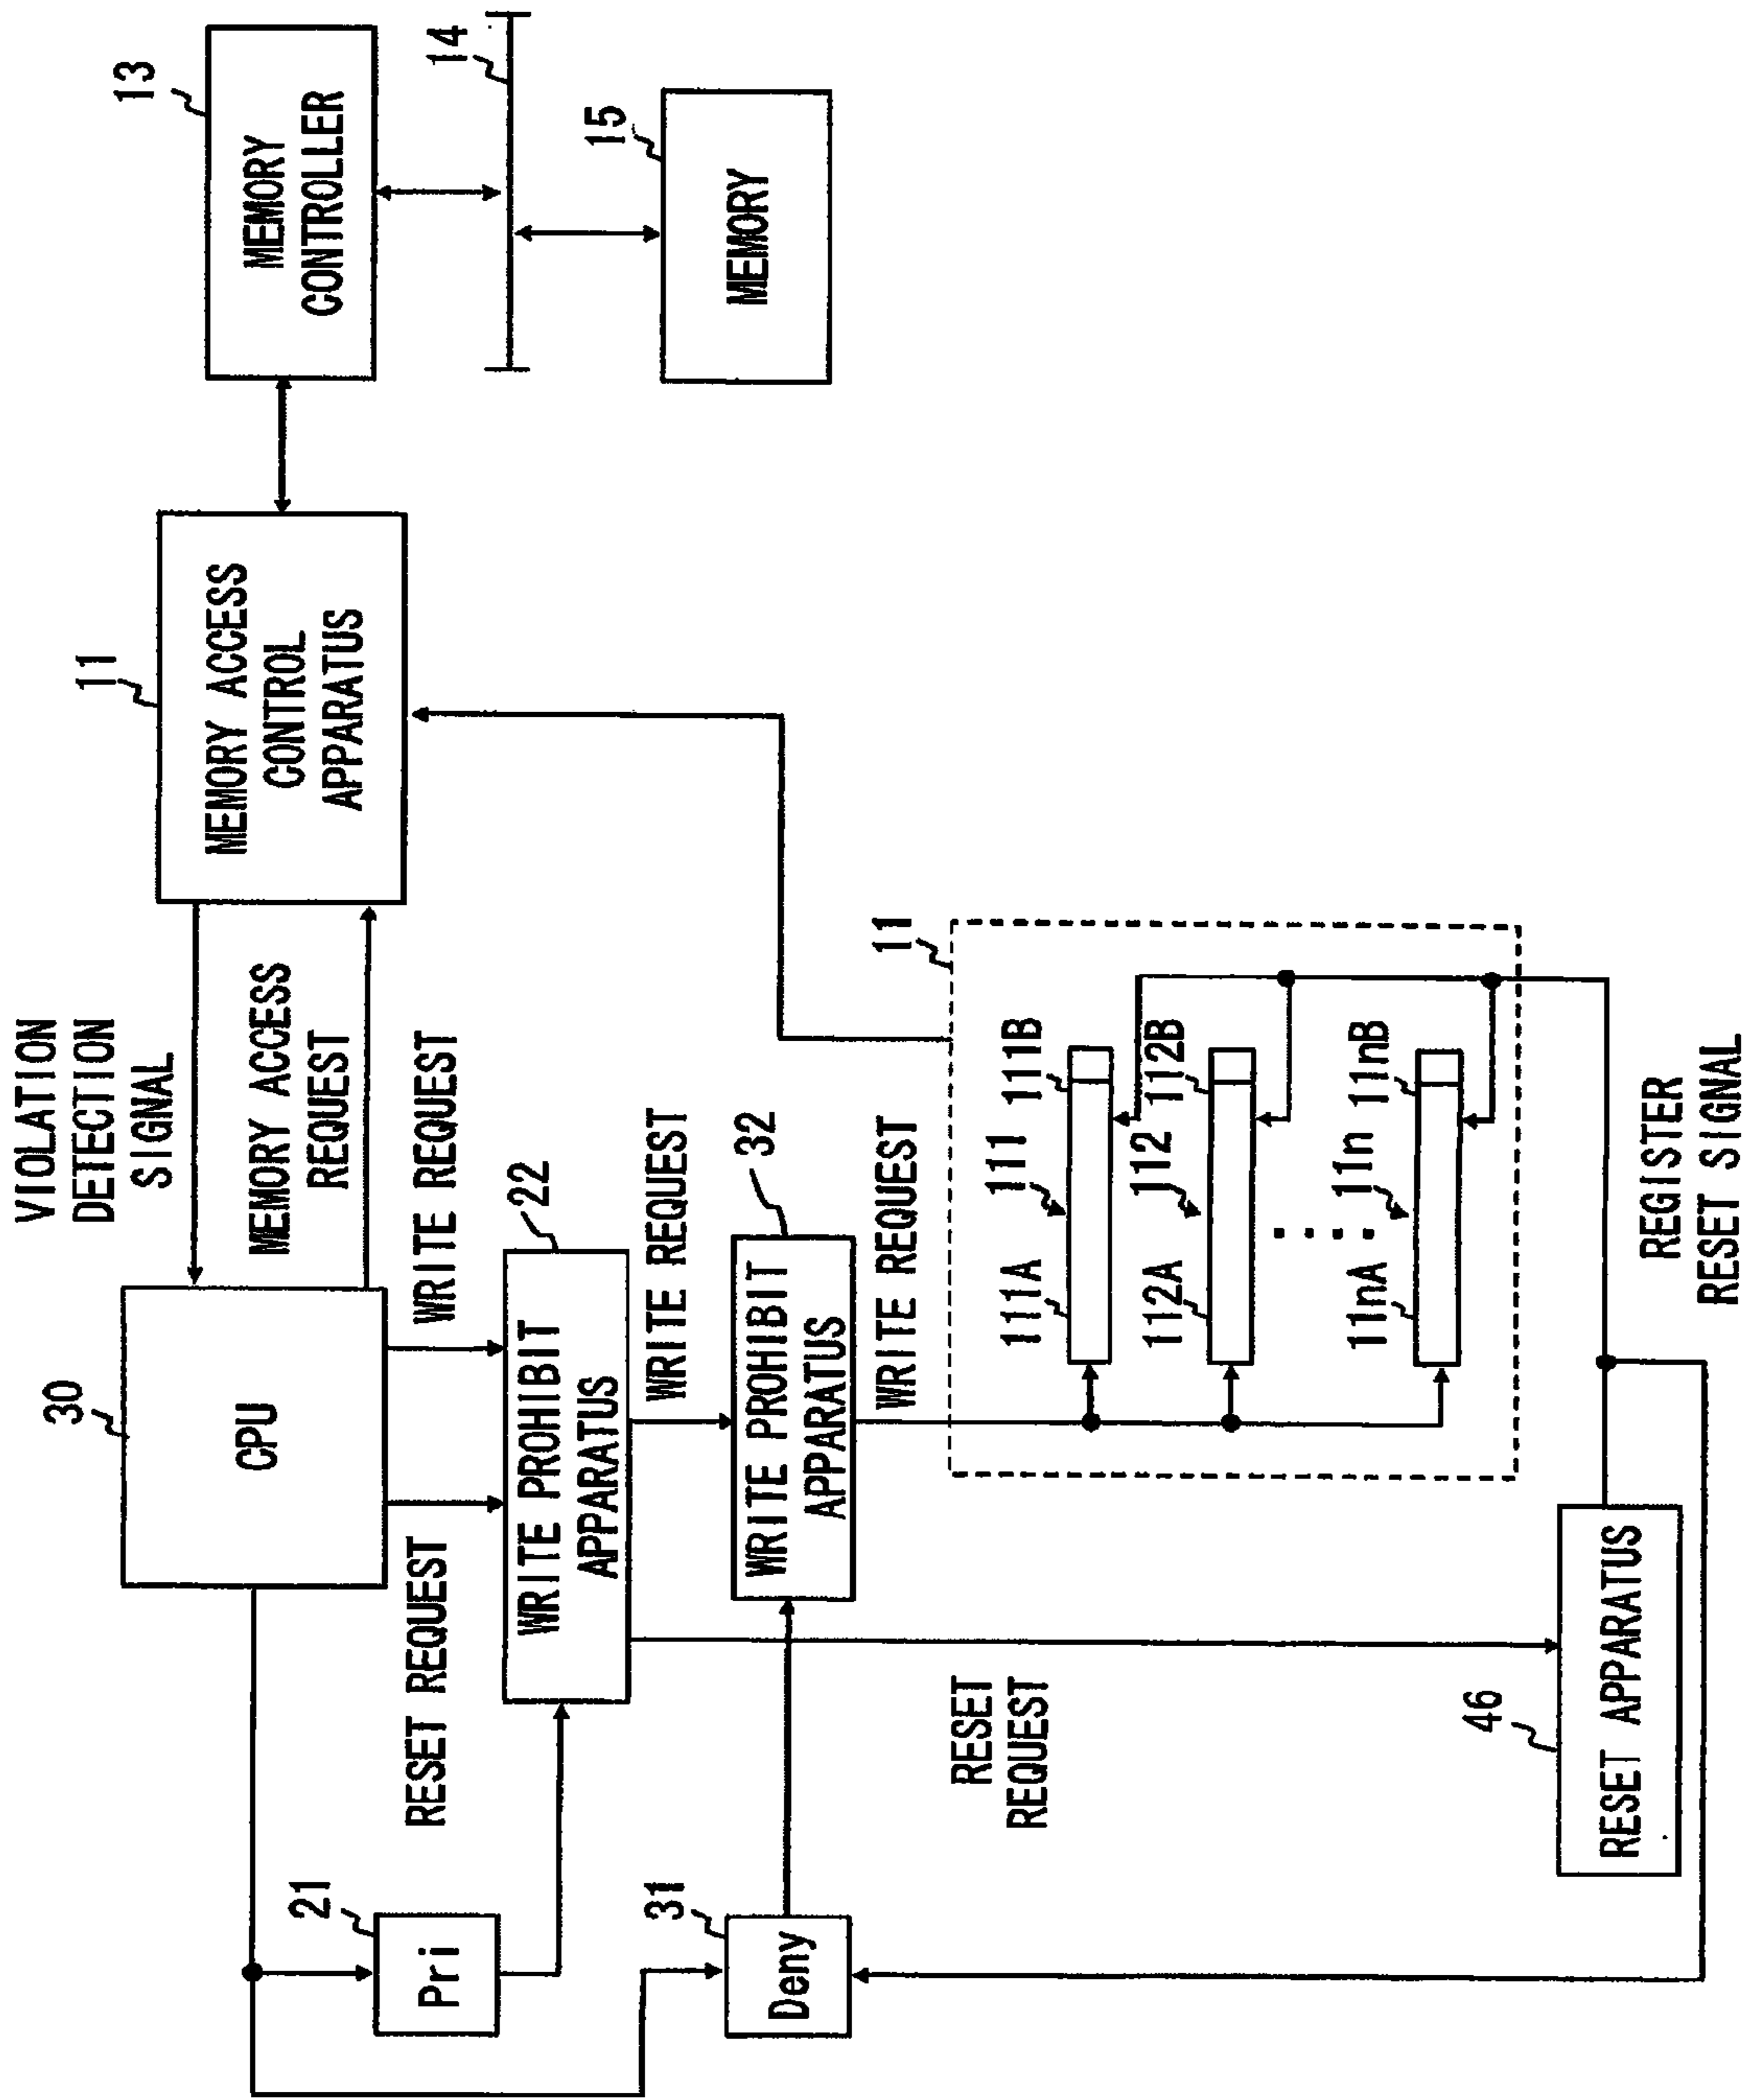 VIOLATION
DETECTION
SIGNAL
30
CPU
11
MEMORY ACCESS
CONTROL
APPARATUS
13
MEMORY
CONTROLLER
MEMORY ACCESS
REQUEST
21
Pri
RESET REQUEST
WRITE REQUEST
14
22
WRITE PROHIBIT
APPARATUS
15
MEMORY
31
Deny
WRITE REQUEST
32
WRITE PROHIBIT
APPARATUS
WRITE REQUEST
11
RESET
REQUEST
111A 111 111B
112A 112 112B
....
11nA 11n 11nB
46
RESET APPARATUS
REGISTER
RESET SIGNAL